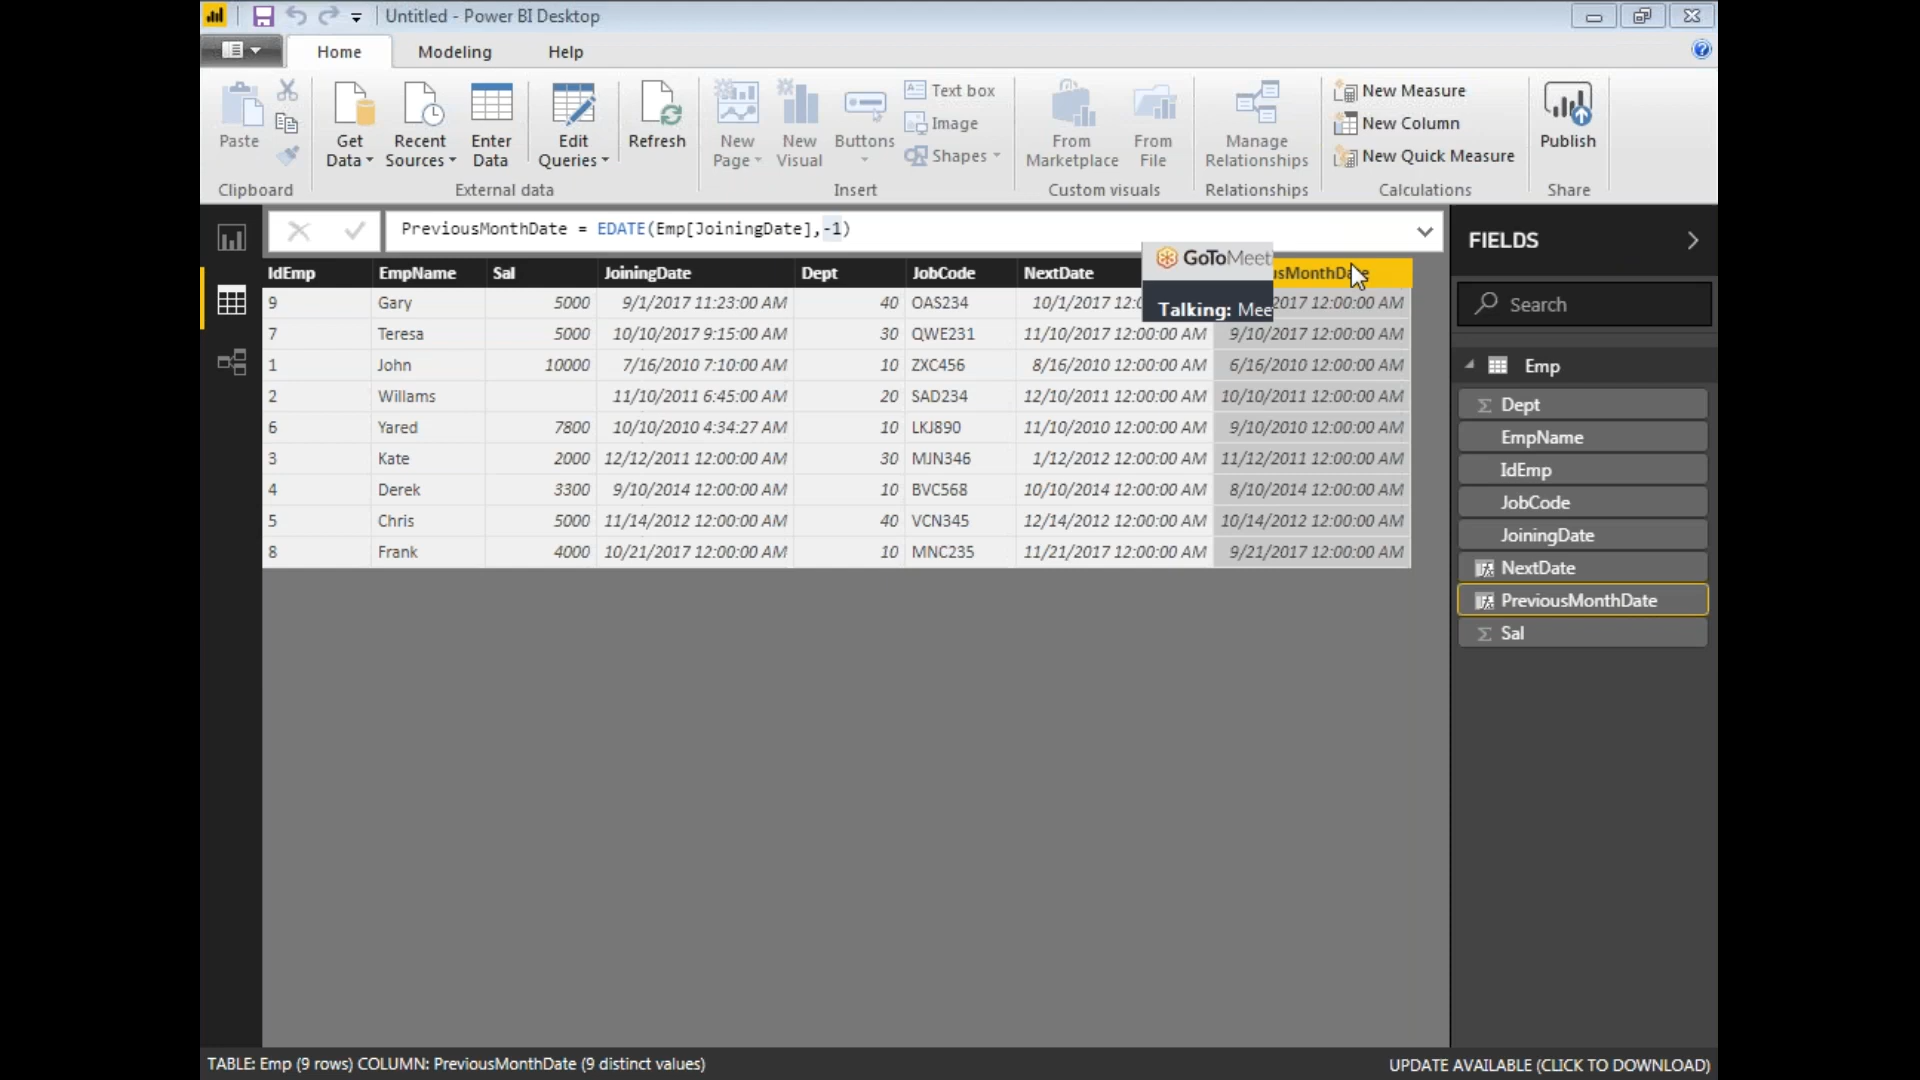 Untitled - Power BI Desktop
Home Modeling Help
Paste
Get Data
Recent Sources
Enter Data
Edit Queries
Refresh
New Page
New Visual
Buttons
Text box
Image
Shapes
From Marketplace
From File
Manage Relationships
New Measure
New Column
New Quick Measure
Publish
Clipboard External data Insert Custom visuals Relationships Calculations Share
PreviousMonthDate = EDATE(Emp[JoiningDate],-1)
GoToMeet
Talking: Mee
IdEmp EmpName Sal JoiningDate Dept JobCode NextDate usMonthDate
9 Gary 5000 9/1/2017 11:23:00 AM 40 OAS234 10/1/2017 12:0 2017 12:00:00 AM
7 Teresa 5000 10/10/2017 9:15:00 AM 30 QWE231 11/10/2017 12:00:00 AM 9/10/2017 12:00:00 AM
1 John 10000 7/16/2010 7:10:00 AM 10 ZXC456 8/16/2010 12:00:00 AM 6/16/2010 12:00:00 AM
2 Willams 11/10/2011 6:45:00 AM 20 SAD234 12/10/2011 12:00:00 AM 10/10/2011 12:00:00 AM
6 Yared 7800 10/10/2010 4:34:27 AM 10 LKJ890 11/10/2010 12:00:00 AM 9/10/2010 12:00:00 AM
3 Kate 2000 12/12/2011 12:00:00 AM 30 MJN346 1/12/2012 12:00:00 AM 11/12/2011 12:00:00 AM
4 Derek 3300 9/10/2014 12:00:00 AM 10 BVC568 10/10/2014 12:00:00 AM 8/10/2014 12:00:00 AM
5 Chris 5000 11/14/2012 12:00:00 AM 40 VCN345 12/14/2012 12:00:00 AM 10/14/2012 12:00:00 AM
8 Frank 4000 10/21/2017 12:00:00 AM 10 MNC235 11/21/2017 12:00:00 AM 9/21/2017 12:00:00 AM
FIELDS
Search
Emp
Dept
EmpName
IdEmp
JobCode
JoiningDate
NextDate
PreviousMonthDate
Sal
TABLE: Emp (9 rows) COLUMN: PreviousMonthDate (9 distinct values)
UPDATE AVAILABLE (CLICK TO DOWNLOAD)